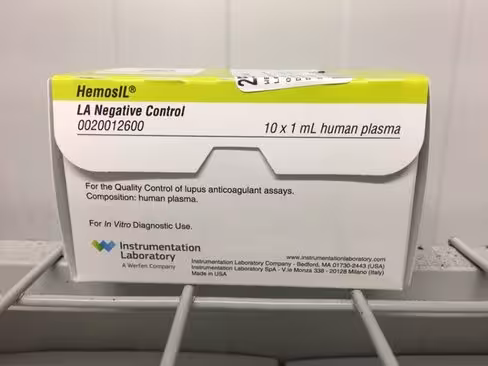 HemosIL®
LA Negative Control
0020012600
10 x 1 mL human plasma
For the Quality Control of lupus anticoagulant assays.
Composition: human plasma.
For In Vitro Diagnostic Use.
Instrumentation
Laboratory
A Werfen Company
www.instrumentationlaboratory.com
Instrumentation Laboratory Company - Bedford, MA 01730-2443 (USA)
Instrumentation Laboratory SpA - V.le Monza 338 - 20128 Milano (Italy)
Made in USA